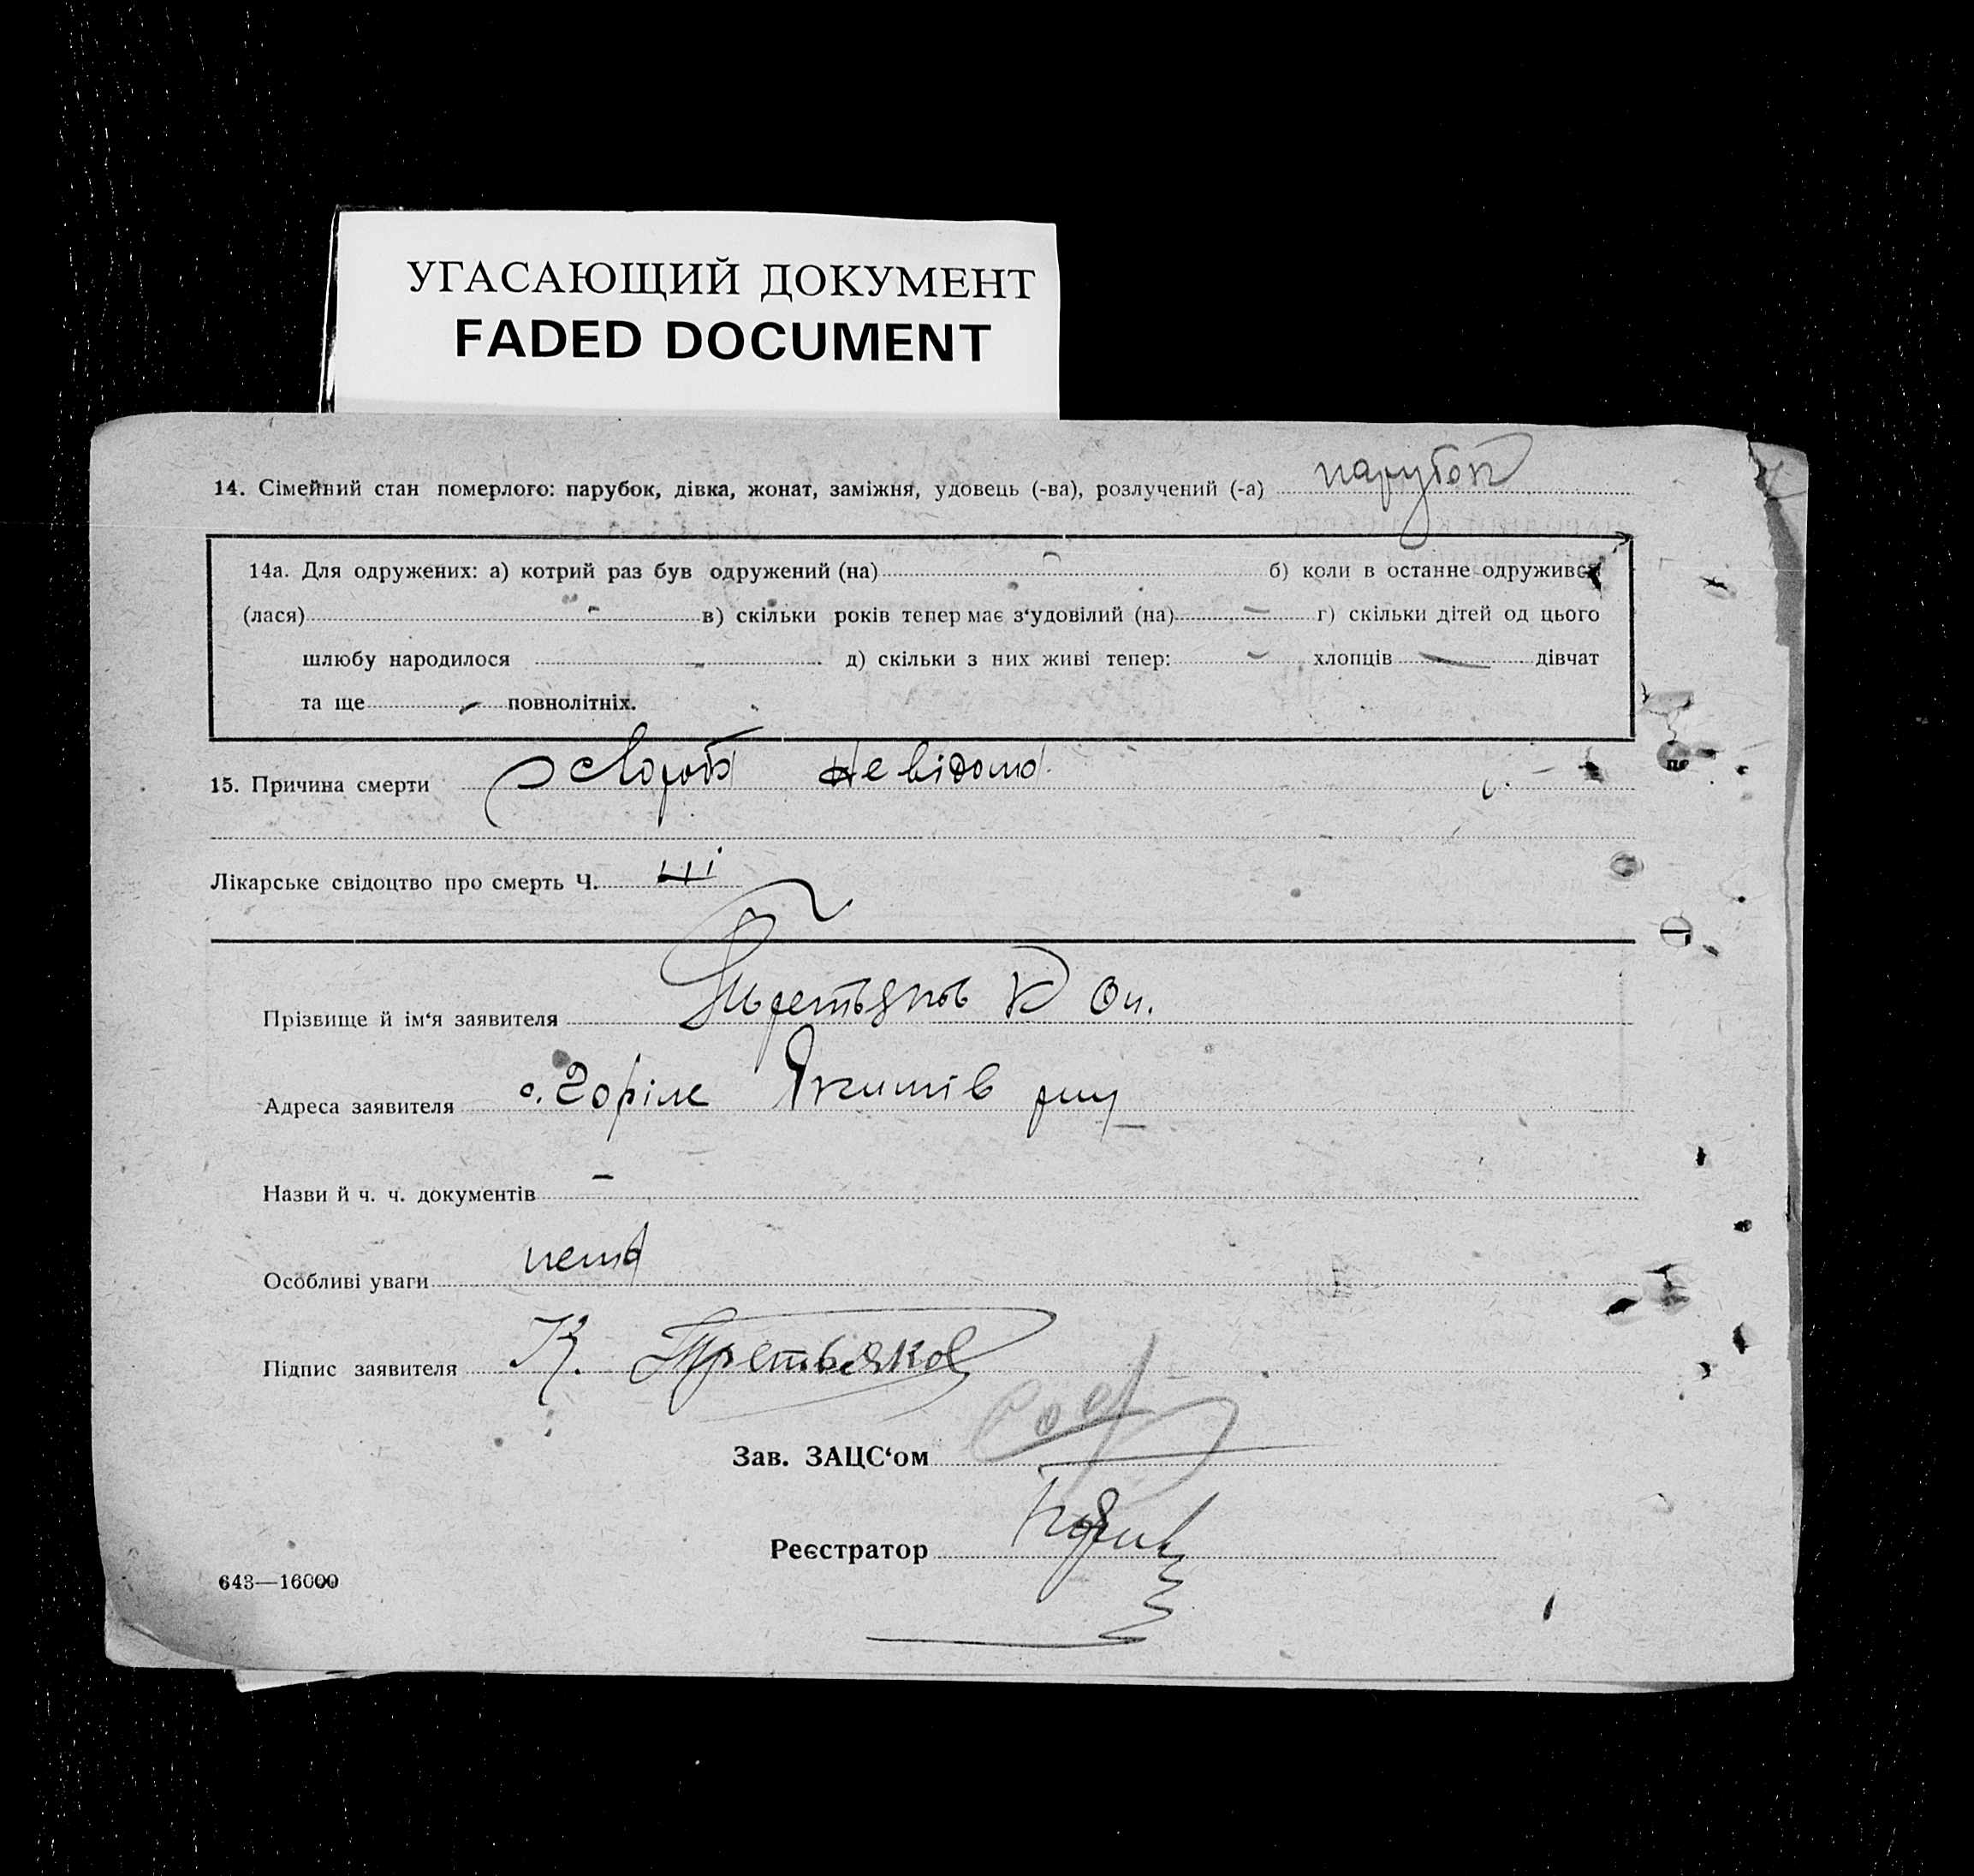 УГАСАЮЩИЙ ДОКУМЕНТ
FADED DOCUMENT
14. Сімейний стан померлого: парубок, дівка, жонат, заміжня, удовець (-ва), розлучений (-а) парубок
14а. Для одружених: а) котрий раз був одружений (на) - б) коли в останне одружився
(лася) - в) скільки років тепер має з‘удовілий (на) - г) скільки дітей од цього
шлюбу народилося - д) скільки з них живі тепер: - хлопців - дівчат
та ще - повнолітніх.
15. Причина смерти хвороба не відома
Лікарське свідоцтво про смерть Ч.
Прізвище й ім‘я заявителя Третьяков К
Адреса заявителя с. Горіле
Назви й ч. ч. документів -
Особливі уваги нема
Підпис заявителя К. Третьяков
Зав. ЗАЦС‘ом
Реєстратор
643—16000